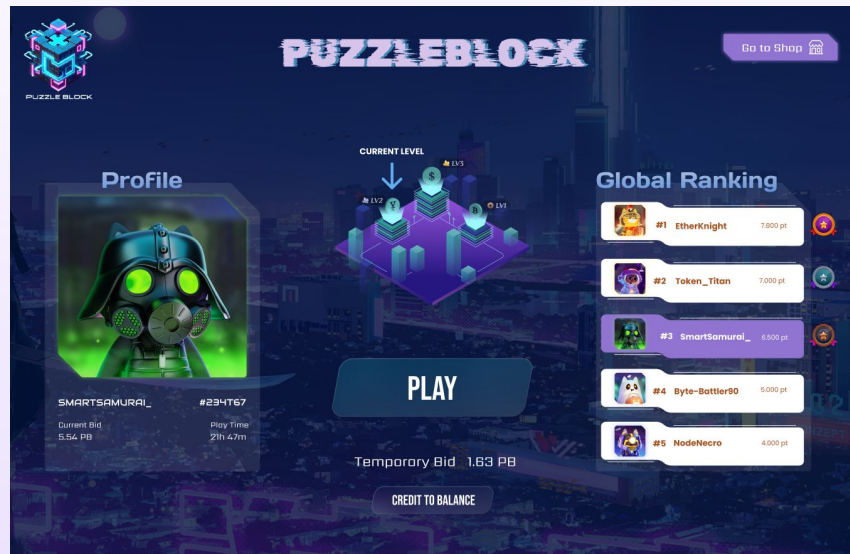 PUZZLE BLOCK
PUZZLEBLOCK
Go to Shop
Profile
SMARTSAMURAI_ #234T67
Current Bid Play Time
5.54 PB 21h 47m
CURRENT LEVEL
LV3
LV2
LV1
$
¥
PLAY
Temporary Bid 1.63 PB
CREDIT TO BALANCE
Global Ranking
#1 EtherKnight 7.800 pt
#2 Token_Titan 7.000 pt
#3 SmartSamurai_ 6.500 pt
#4 Byte-Battler90 5.000 pt
#5 NodeNecro 4.000 pt